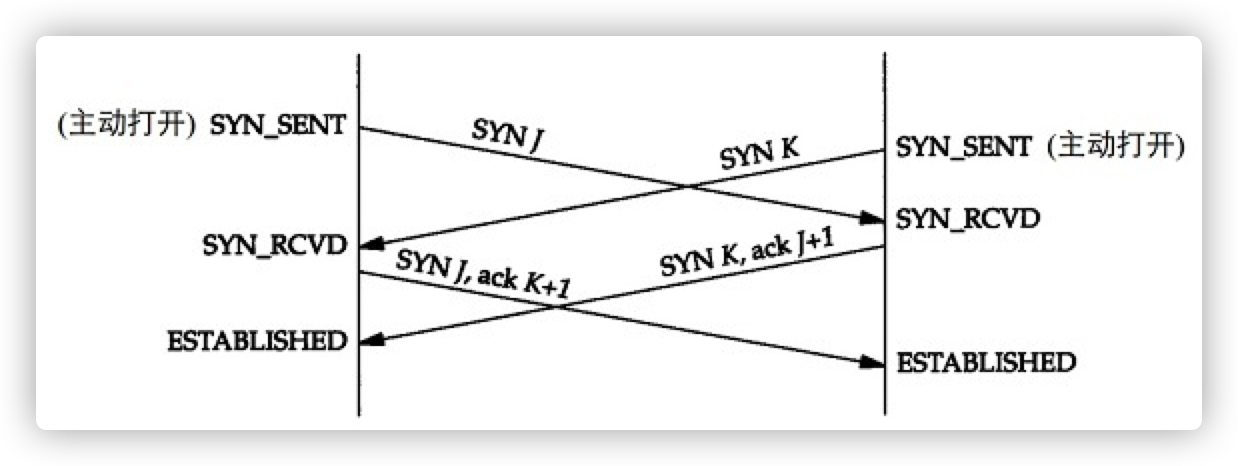 (主动打开) SYN_SENT
SYN J
SYN K
SYN_SENT (主动打开)
SYN_RCVD
SYN_RCVD
SYN J, ack K+1
SYN K, ack J+1
ESTABLISHED
ESTABLISHED